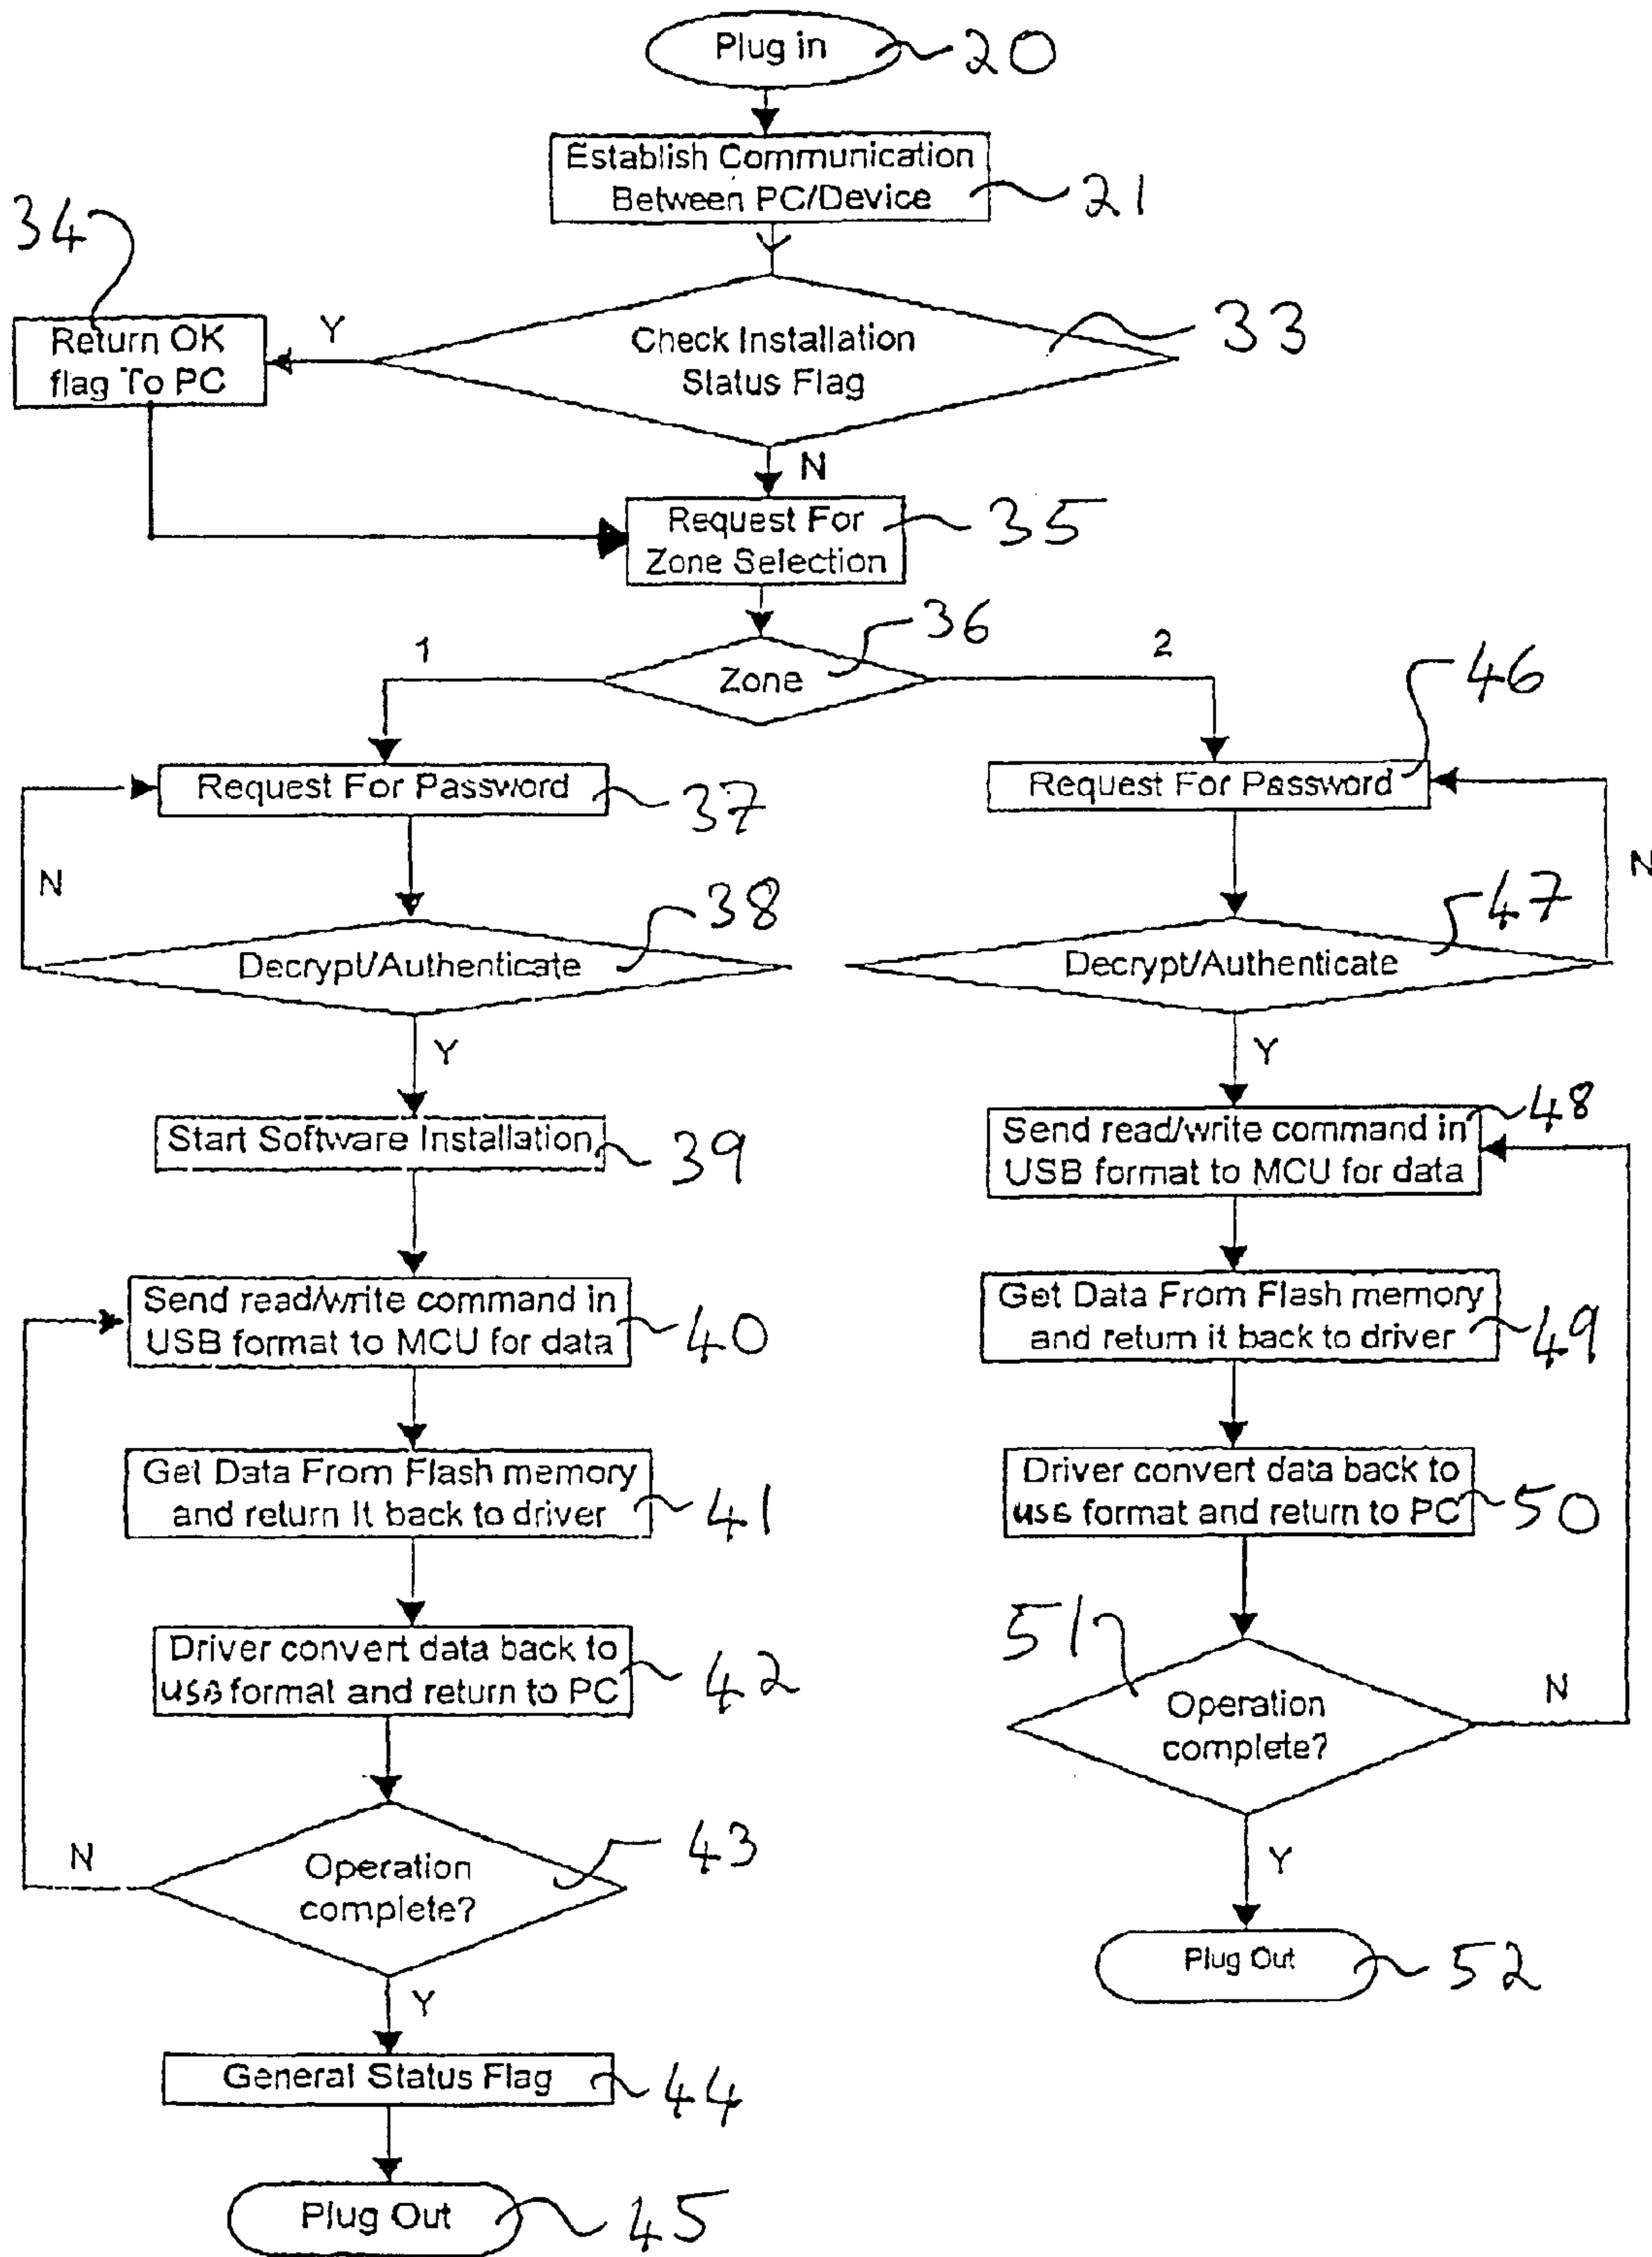 Plug in
20
Establish Communication
Between PC/Device
21
34
Return OK
flag To PC
Y
Check Installation
Status Flag
33
N
Request For
Zone Selection
35
36
1
Zone
2
46
Request For Password
37
N
38
Decrypt/Authenticate
Y
Start Software Installation
39
Send read/write command in
USB format to MCU for data
40
Get Data From Flash memory
and return it back to driver
41
Driver convert data back to
USB format and return to PC
42
N
Operation
complete?
43
Y
General Status Flag
44
Plug Out
45
Request For Password
N
47
Decrypt/Authenticate
Y
48
Send read/write command in
USB format to MCU for data
Get Data From Flash memory
and return it back to driver
49
Driver convert data back to
USB format and return to PC
50
51
Operation
complete?
N
Y
Plug Out
52